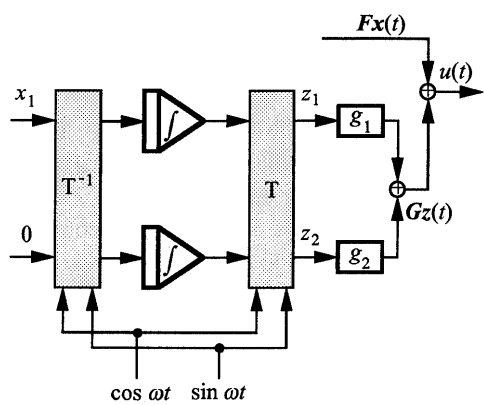 Fx(t)
u(t)
x₁
T⁻¹
∫
T
z₁
g₁
Gz(t)
0
∫
z₂
g₂
cos ωt
sin ωt